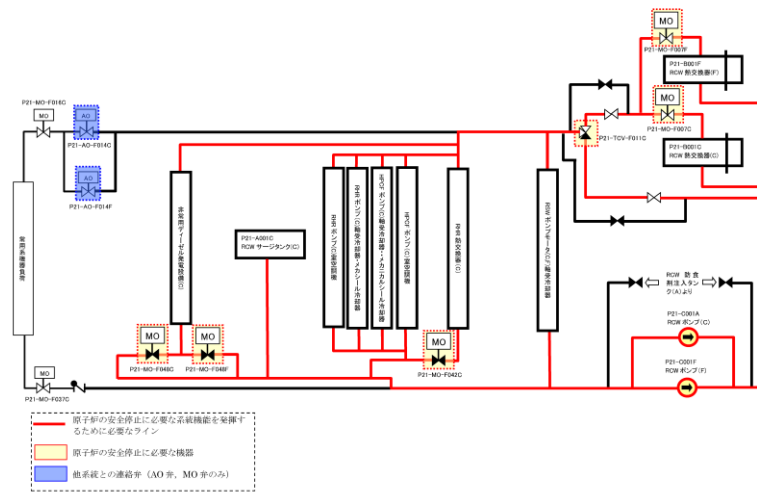 MO
P21-MO-F007F
P21-B001F
RCW 熱交換器(F)
P21-MO-F016C
MO
AO
P21-AO-F014C
MO
P21-MO-F007C
P21-TCV-F011C
P21-B001C
RCW 熱交換器(C)
AO
P21-AO-F014F
常用系機器負荷
非常用ディーゼル発電設備(C)
P21-A001C
RCW サージタンク(C)
RHR ポンプ(C)室空調機
RHR ポンプ(C)軸受冷却器・メカシール冷却器
HPCF ポンプ(C)軸受冷却器・メカニカルシール冷却器
HPCF ポンプ(C)室空調機
RHR 熱交換器(C)
RSW ポンプモータ(C)(F)軸受冷却器
RCW 防食
剤注入タン
ク(A)より
P21-C001A
RCW ポンプ(C)
P21-C001F
RCW ポンプ(F)
MO
MO
P21-MO-F048C
P21-MO-F048F
MO
P21-MO-F042C
MO
P21-MO-F037C
原子炉の安全停止に必要な系統機能を発揮す
るために必要なライン
原子炉の安全停止に必要な機器
他系統との連絡弁（AO 弁，MO 弁のみ）